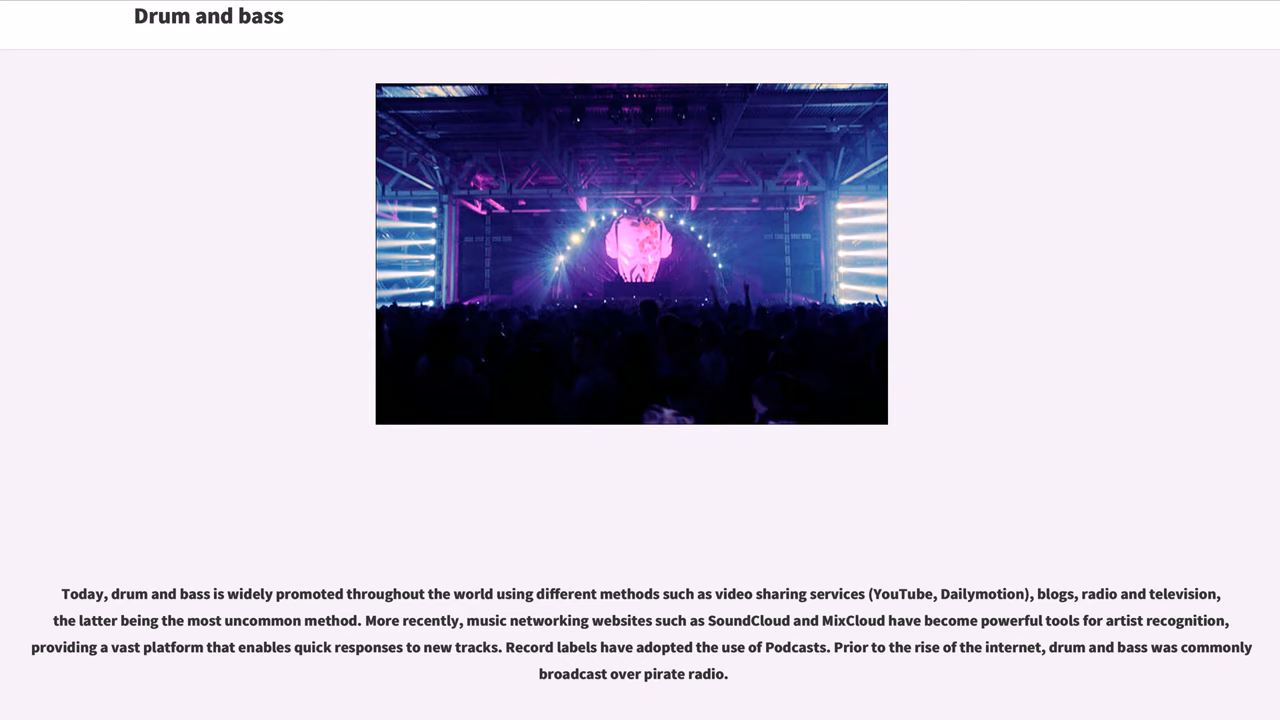 Drum and bass
Today, drum and bass is widely promoted throughout the world using different methods such as video sharing services (YouTube, Dailymotion), blogs, radio and television,
the latter being the most uncommon method. More recently, music networking websites such as SoundCloud and MixCloud have become powerful tools for artist recognition,
providing a vast platform that enables quick responses to new tracks. Record labels have adopted the use of Podcasts. Prior to the rise of the internet, drum and bass was commonly
broadcast over pirate radio.